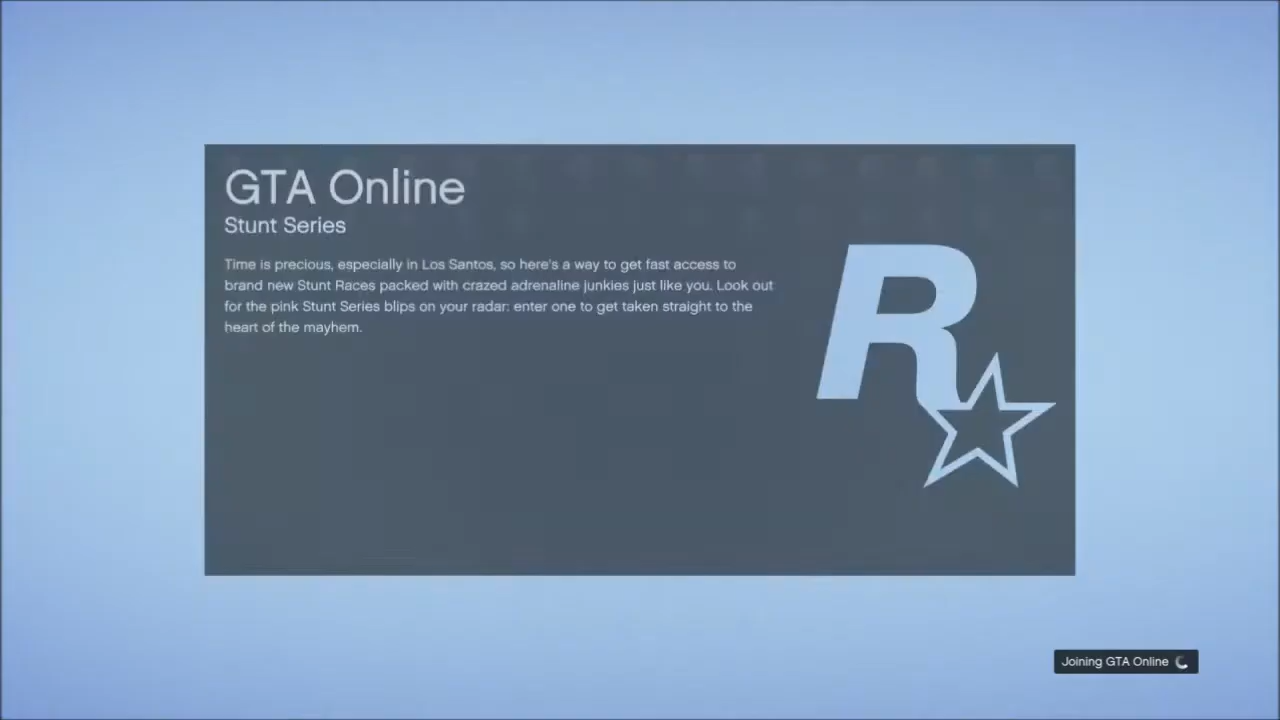 GTA Online
Stunt Series
Time is precious, especially in Los Santos, so here's a way to get fast access to
brand new Stunt Races packed with crazed adrenaline junkies just like you. Look out
for the pink Stunt Series blips on your radar: enter one to get taken straight to the
heart of the mayhem.
R
Joining GTA Online